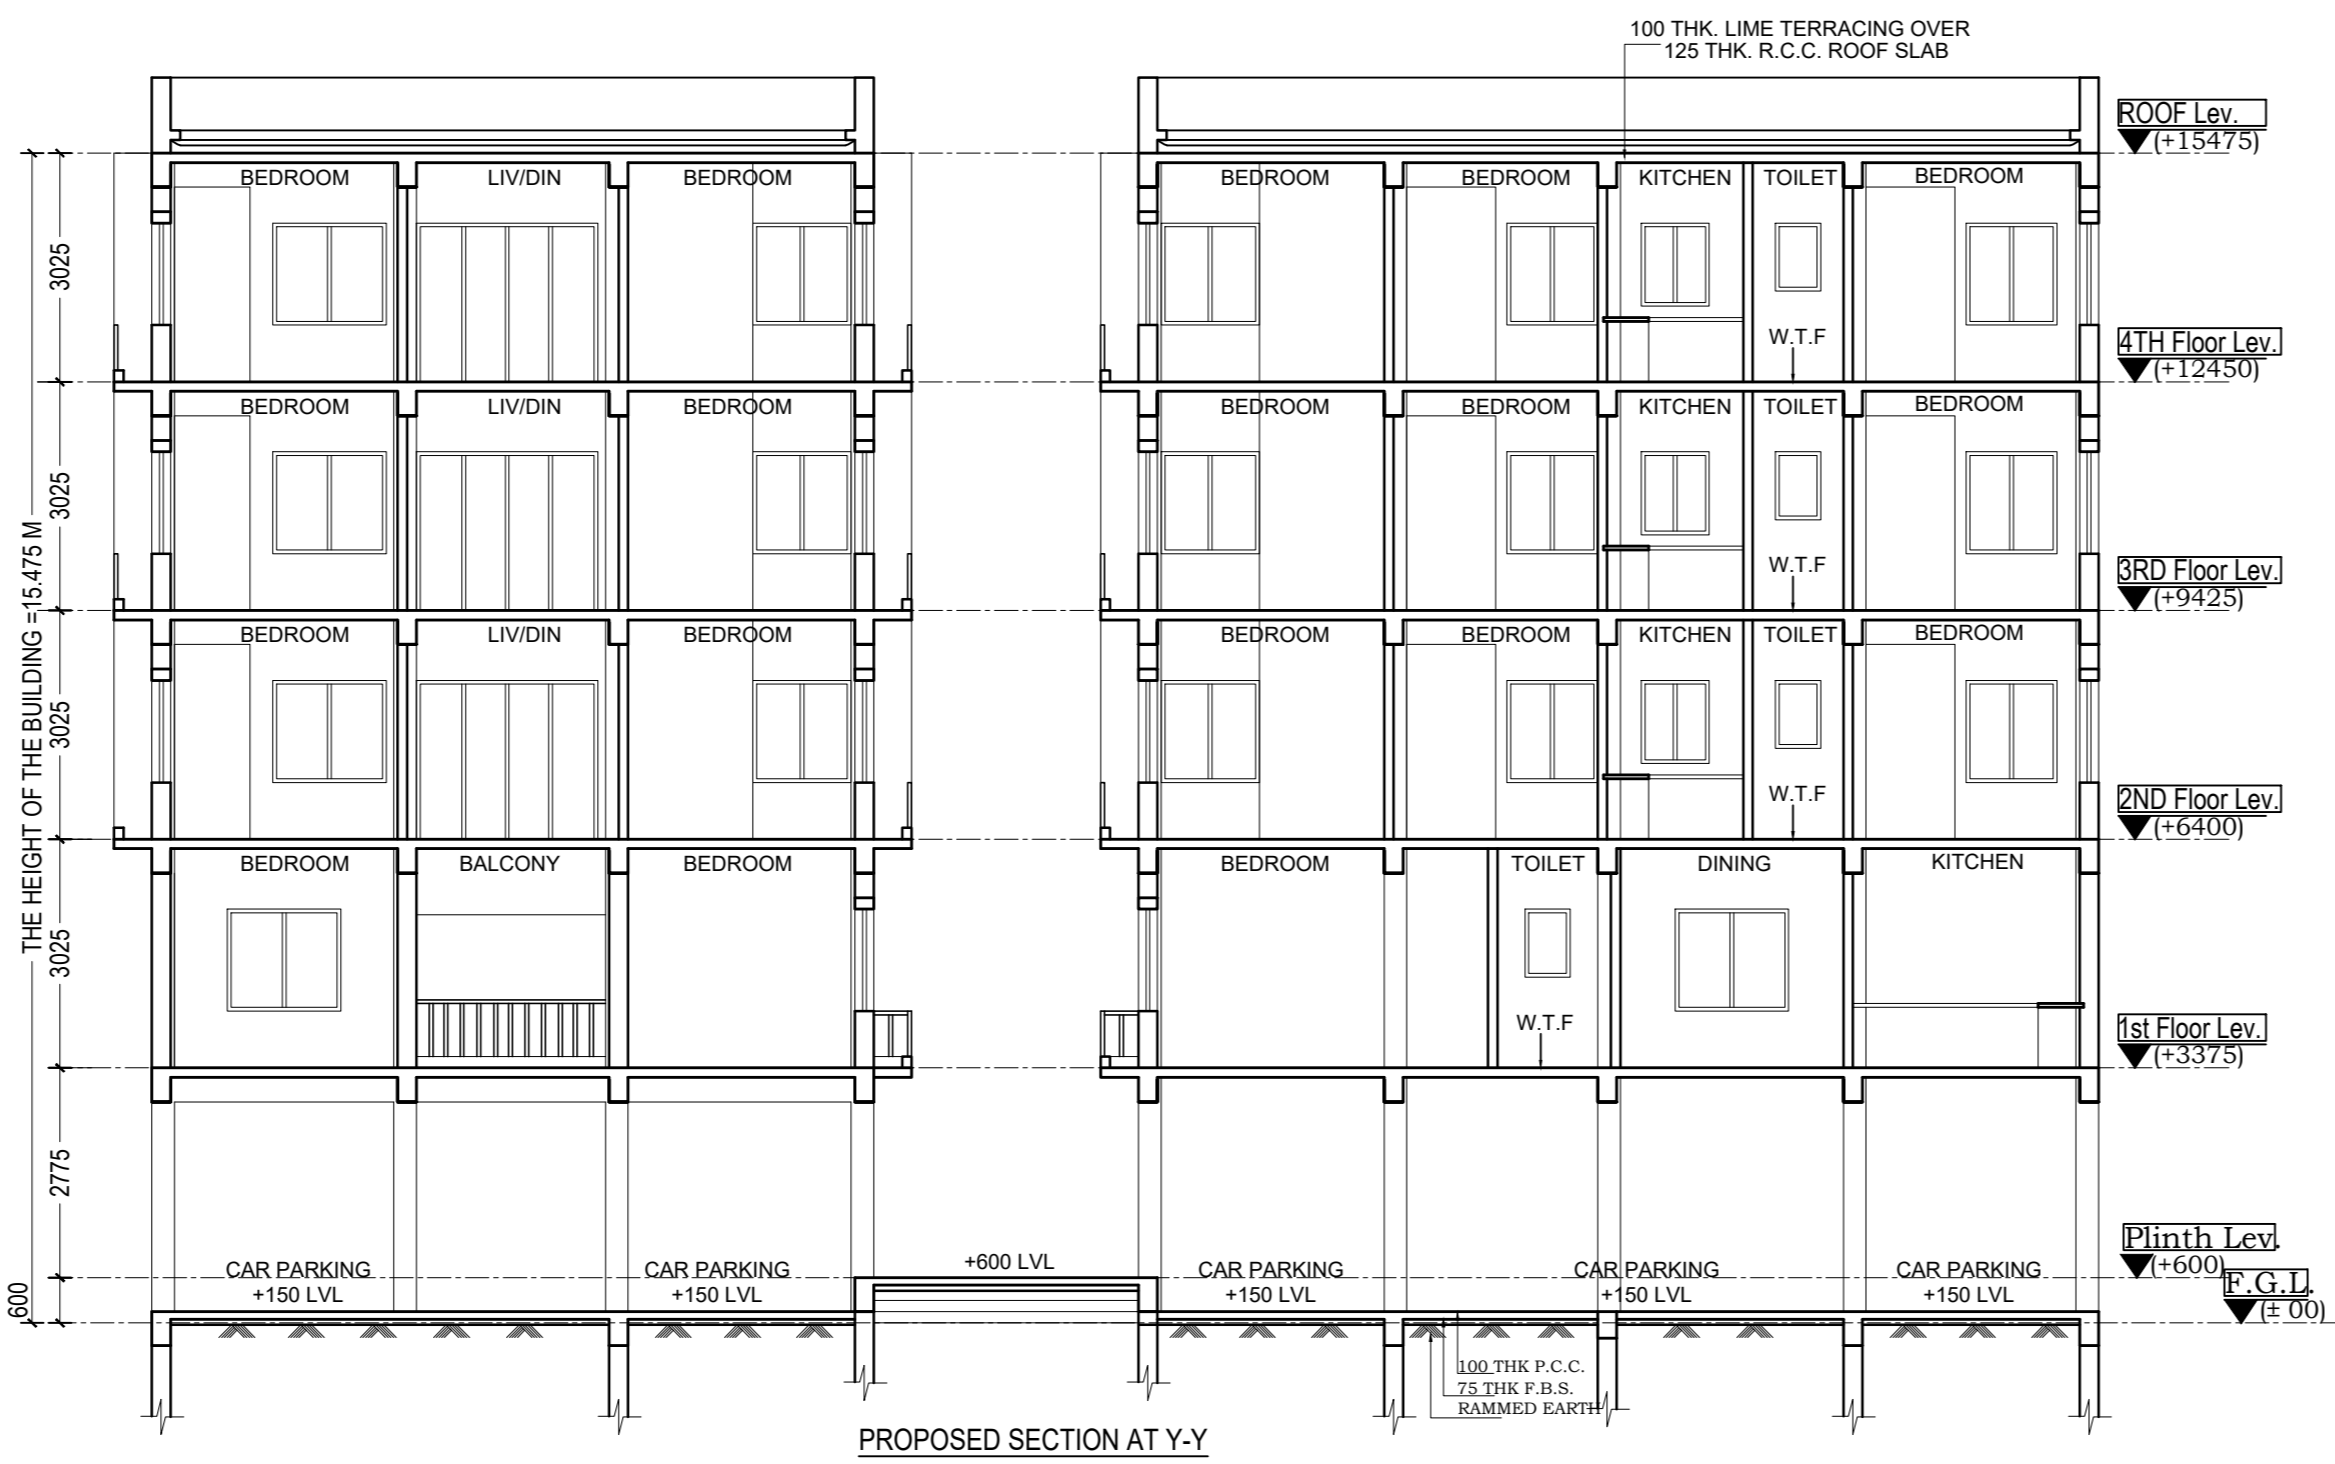 100 THK. LIME TERRACING OVER
125 THK. R.C.C. ROOF SLAB
ROOF Lev.
(+15475)
BEDROOM LIV/DIN BEDROOM BEDROOM BEDROOM KITCHEN TOILET BEDROOM
3025
W.T.F
4TH Floor Lev.
(+12450)
BEDROOM LIV/DIN BEDROOM BEDROOM BEDROOM KITCHEN TOILET BEDROOM
3025
W.T.F
3RD Floor Lev.
(+9425)
THE HEIGHT OF THE BUILDING =15.475 M
BEDROOM LIV/DIN BEDROOM BEDROOM BEDROOM KITCHEN TOILET BEDROOM
3025
W.T.F
2ND Floor Lev.
(+6400)
BEDROOM BALCONY BEDROOM BEDROOM TOILET DINING KITCHEN
3025
W.T.F
1st Floor Lev.
(+3375)
2775
Plinth Lev.
(+600)
+600 LVL
CAR PARKING CAR PARKING CAR PARKING CAR PARKING CAR PARKING
+150 LVL +150 LVL +150 LVL +150 LVL +150 LVL
F.G.L.
(± 00)
600
100 THK P.C.C.
75 THK F.B.S.
RAMMED EARTH
PROPOSED SECTION AT Y-Y